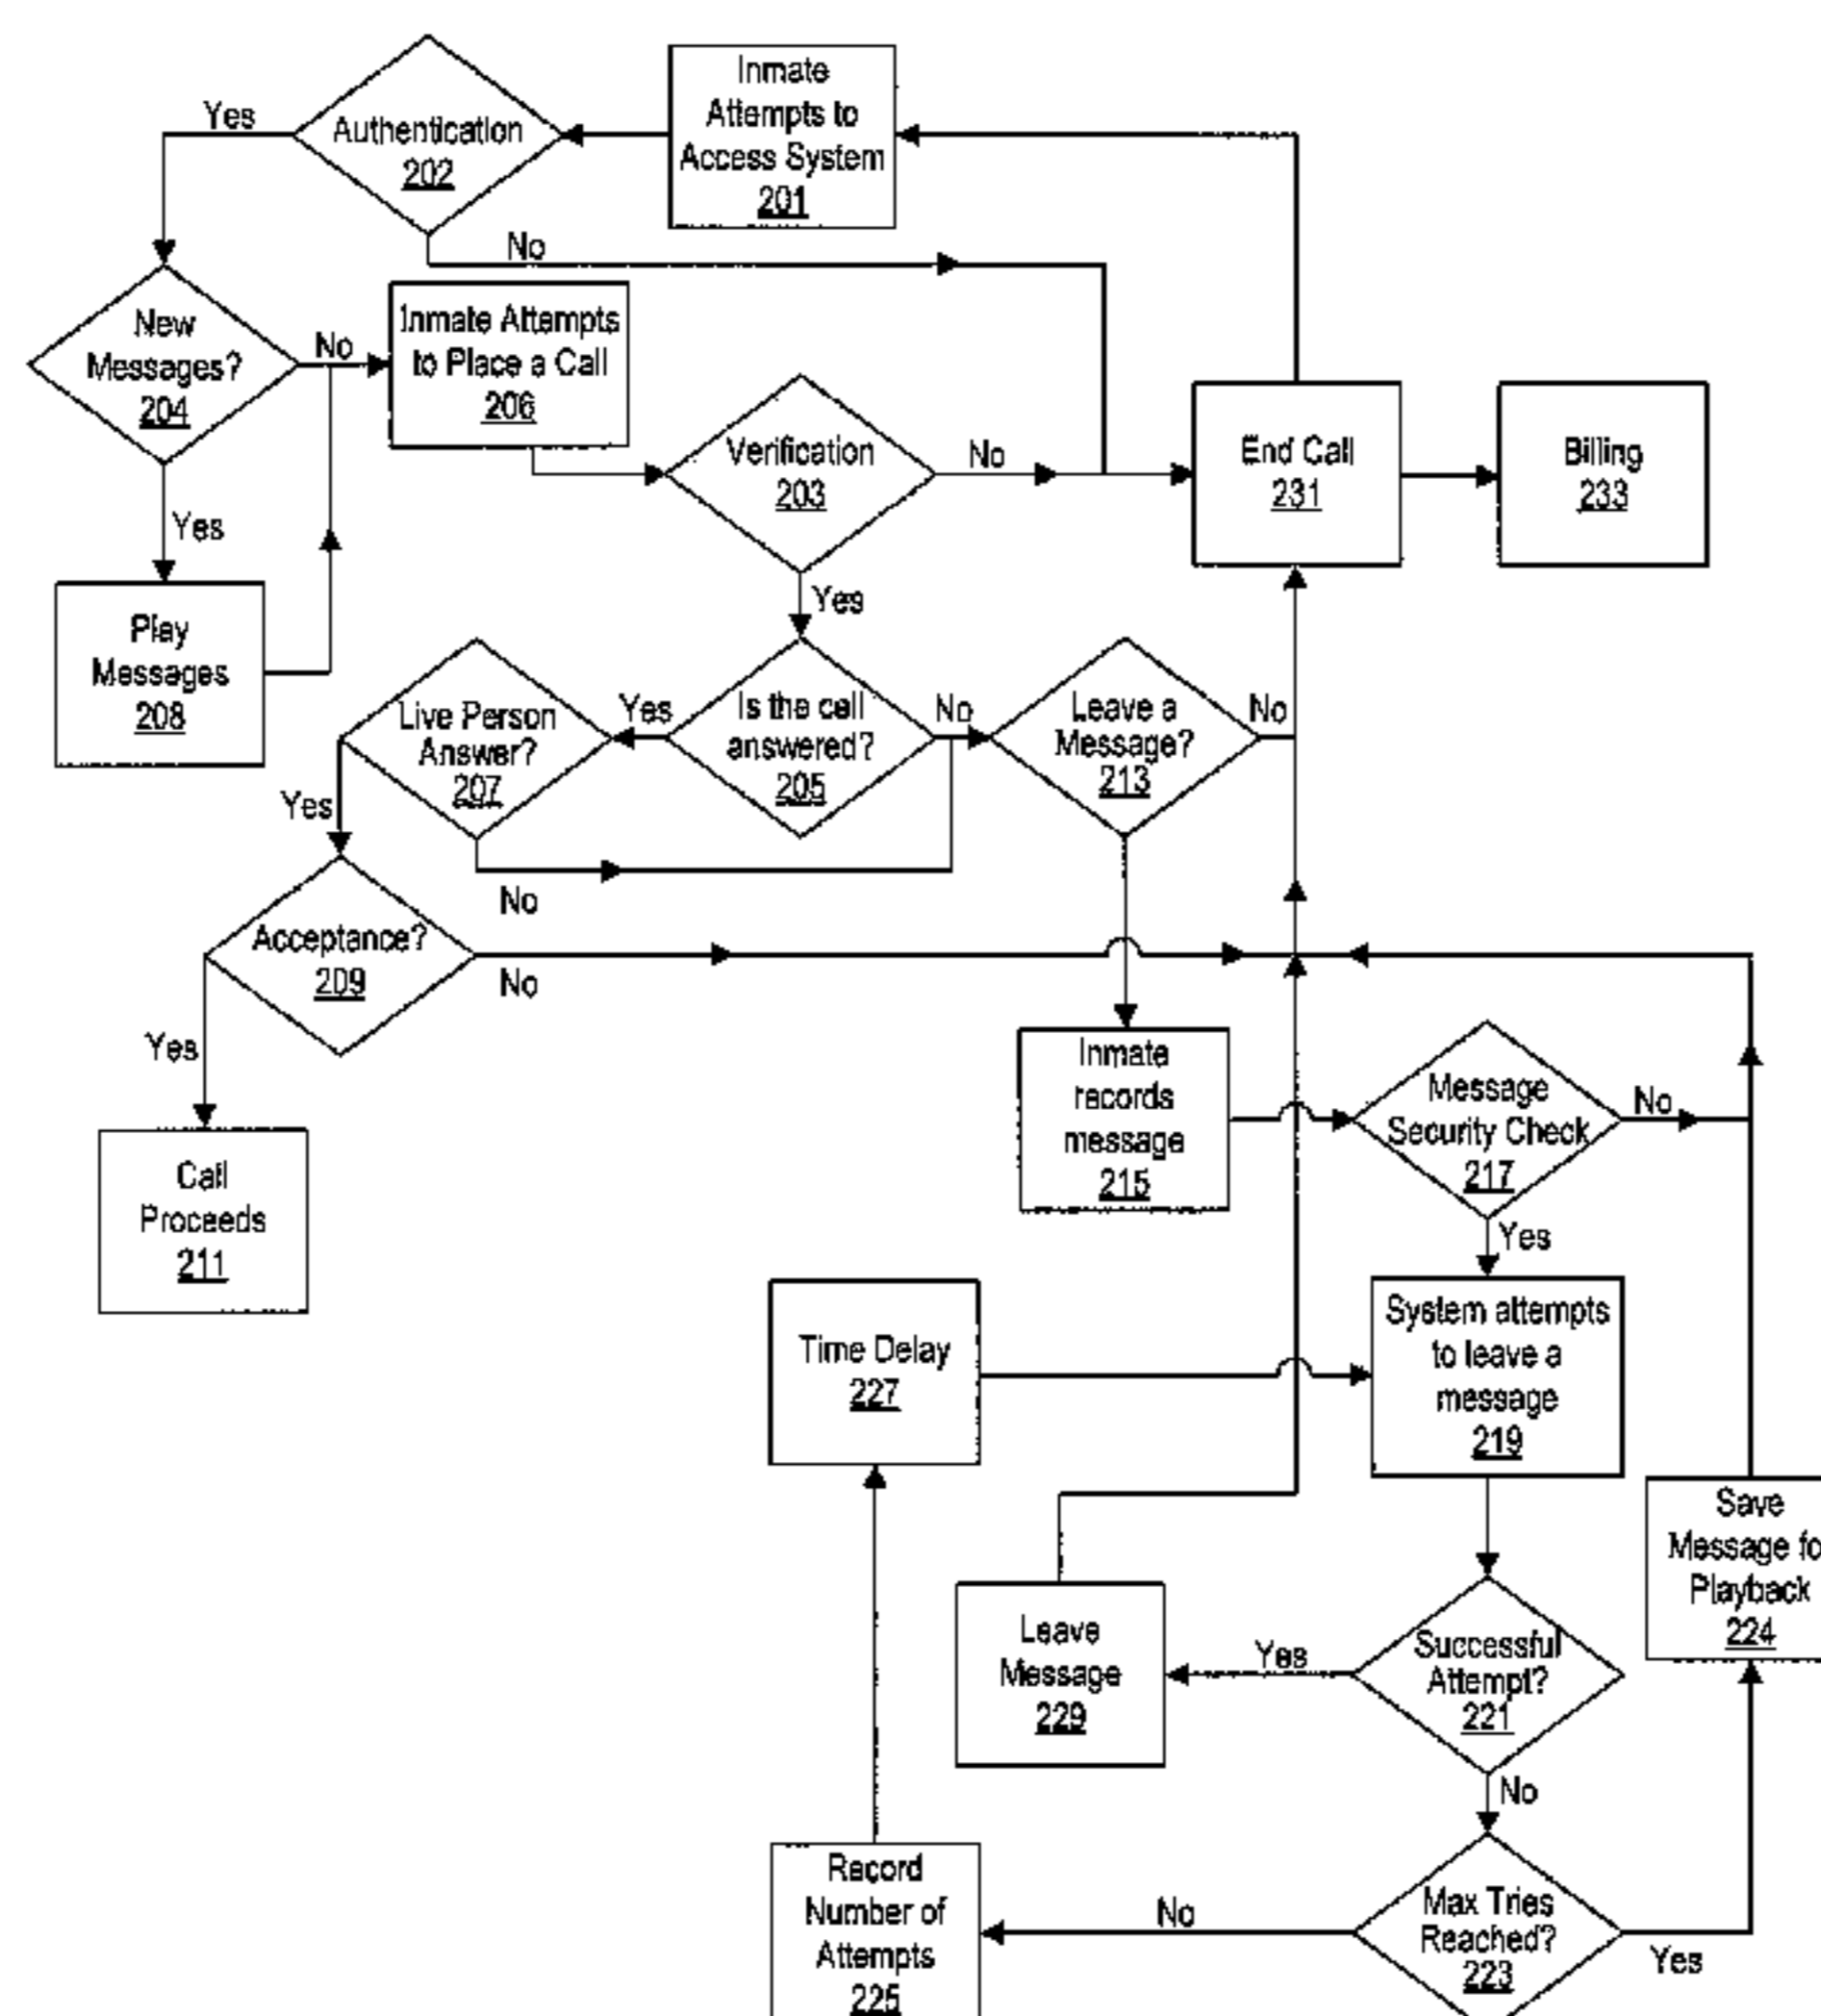 Inmate
Attempts to
Access System
201
Yes
Authentication
202
No
New
Messages?
204
No
Inmate Attempts
to Place a Call
206
Verification
203
No
End Call
231
Billing
233
Yes
Yes
Play
Messages
208
Live Person
Answer?
207
Yes
Is the call
answered?
205
No
Leave a
Message?
213
No
Yes
No
Acceptance?
209
No
Yes
Call
Proceeds
211
Inmate
records
message
215
Message
Security Check
217
No
Yes
Time Delay
227
System attempts
to leave a
message
219
Save
Message fo
Playback
224
Leave
Message
229
Yes
Successful
Attempt?
221
No
Record
Number of
Attempts
225
No
Max Tries
Reached?
223
Yes